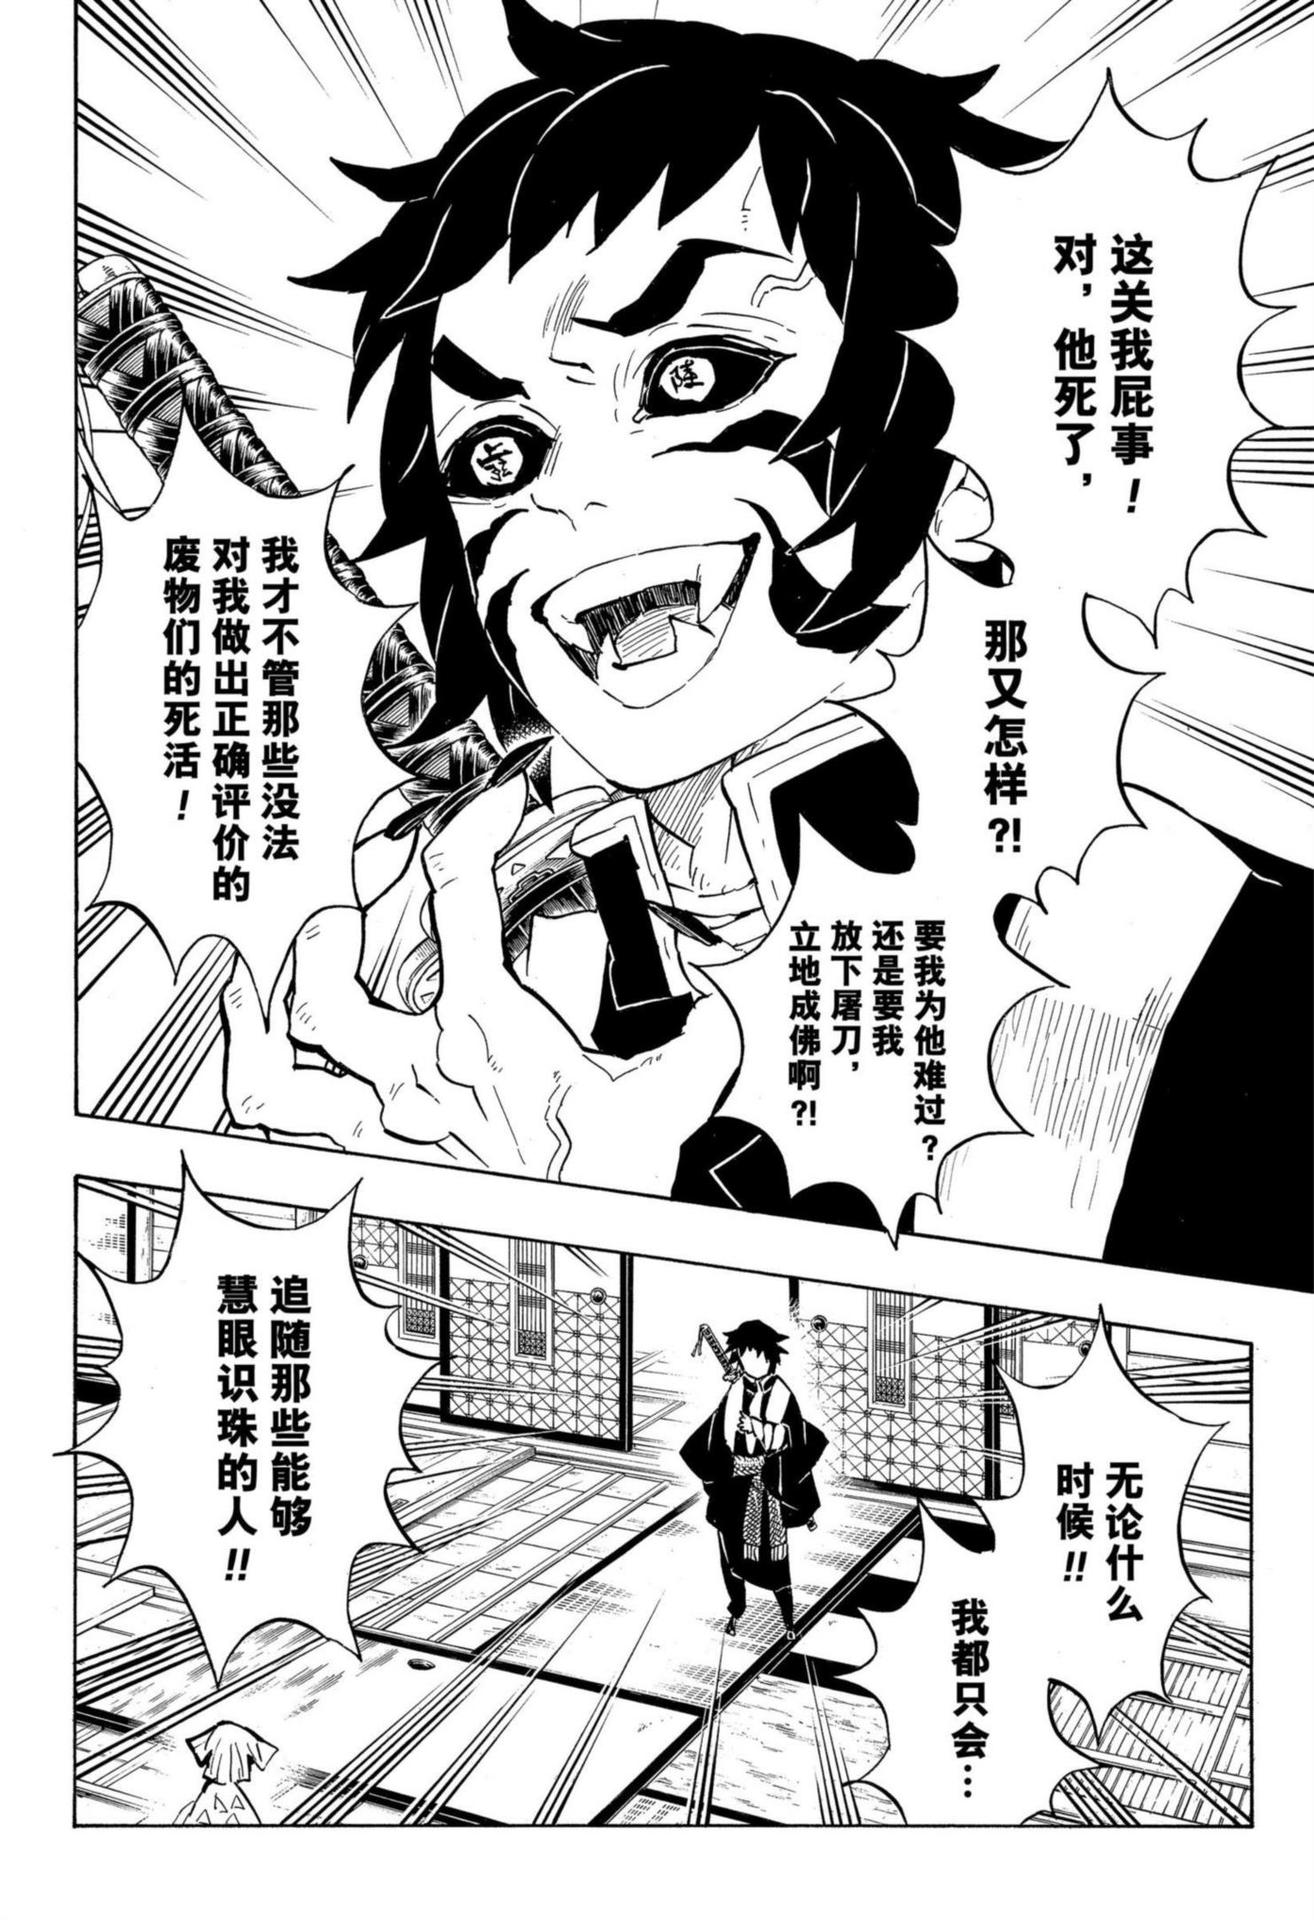 这关我屁事！
对，他死了，
那又怎样?!
要我为他难过？
还是要我
放下屠刀，
立地成佛啊?!
我才不管那些没法
对我做出正确评价的
废物们的死活！
陸
上弦
无论什么
时候!!
我都只会…
追随那些能够
慧眼识珠的人!!